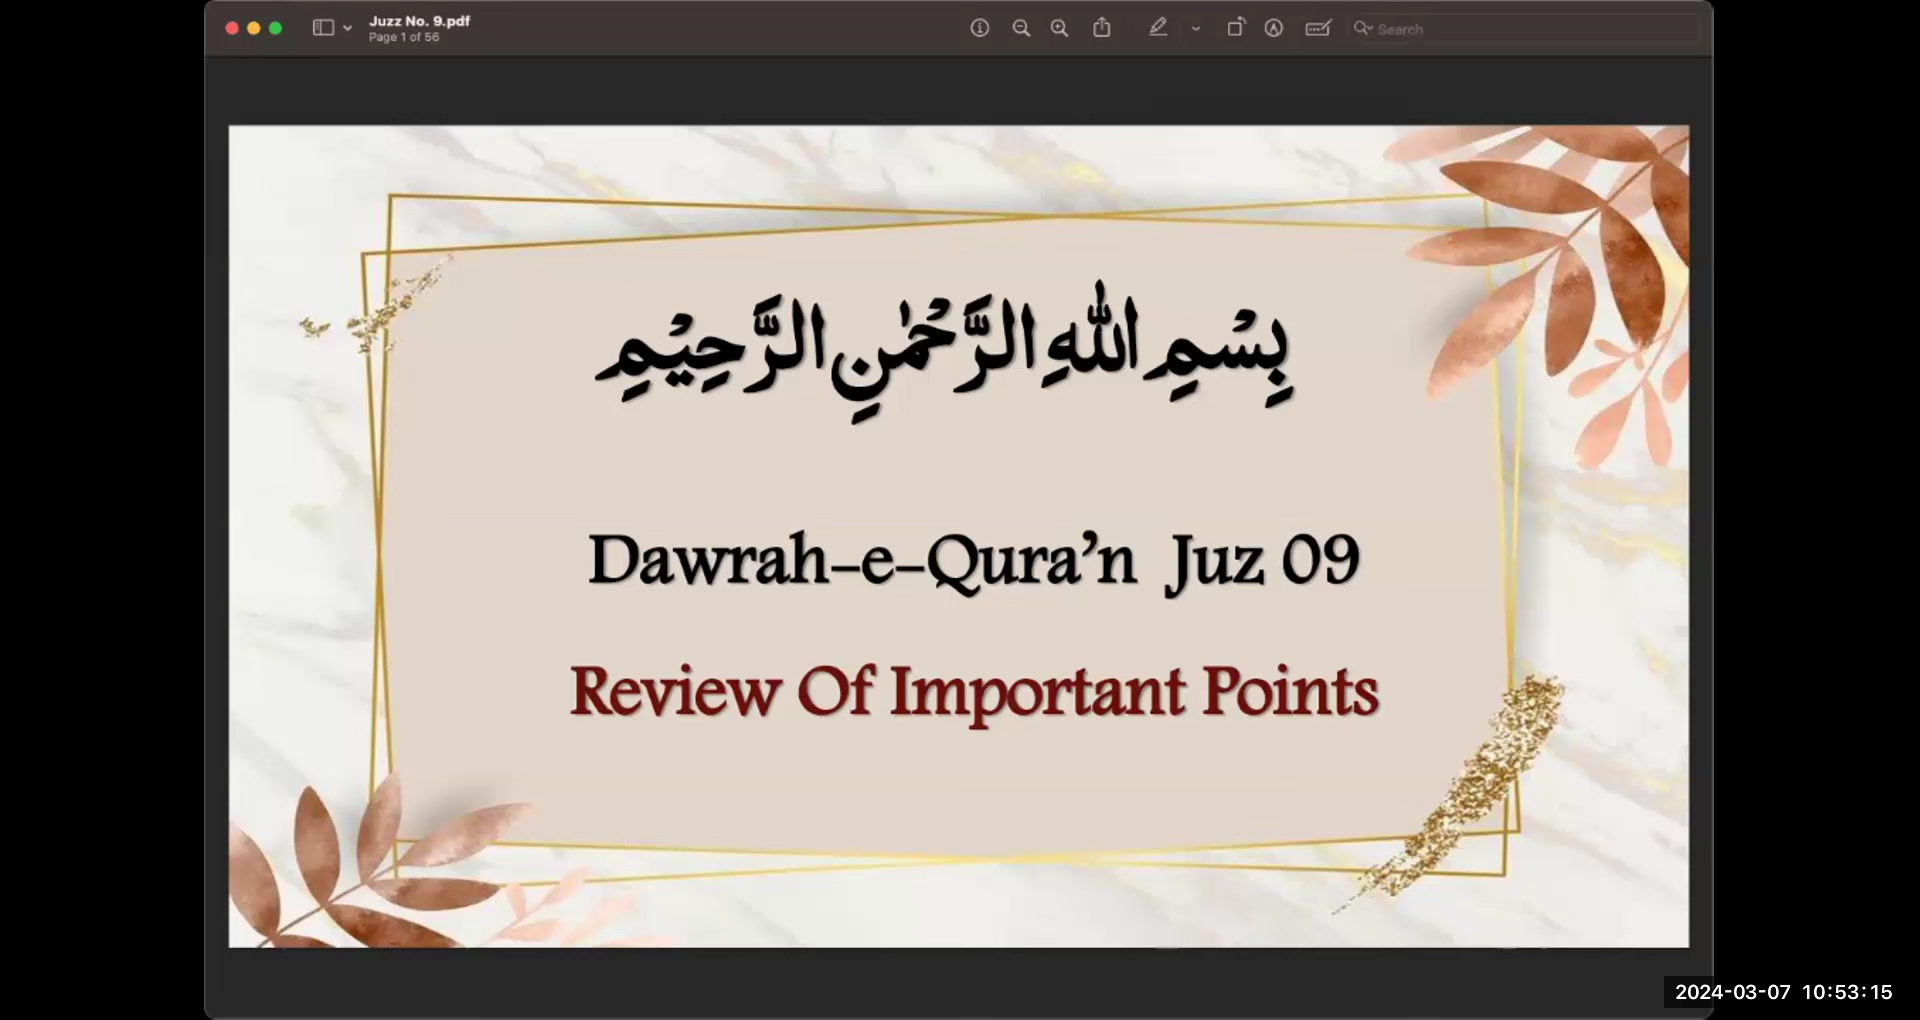 Juzz No. 9.pdf
Page 1 of 56
Search
بِسْمِ اللّٰهِ الرَّحْمٰنِ الرَّحِيْمِ
Dawrah-e-Qura’n Juz 09
Review Of Important Points
2024-03-07 10:53:15